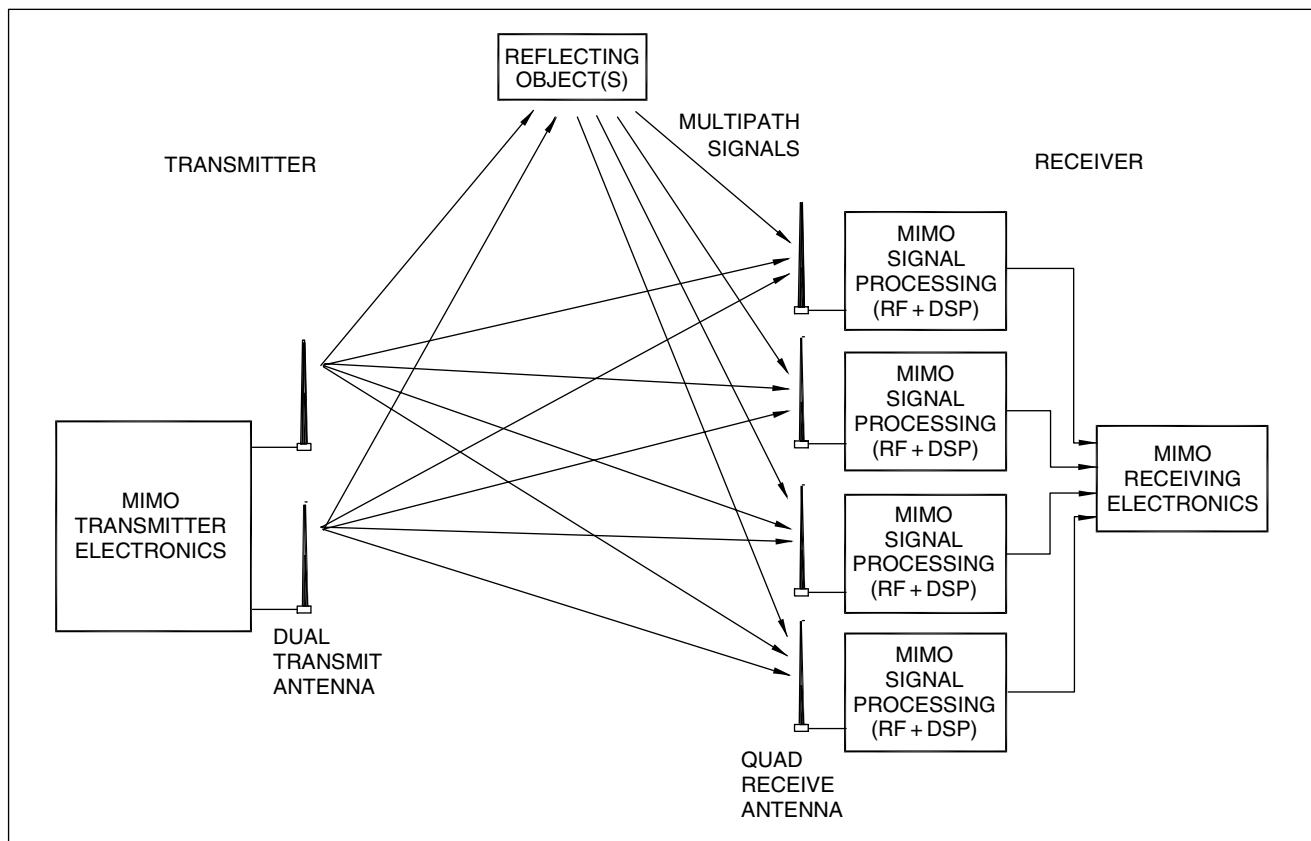 REFLECTING
OBJECT(S)
MULTIPATH
SIGNALS
TRANSMITTER
RECEIVER
MIMO
SIGNAL
PROCESSING
(RF + DSP)
MIMO
SIGNAL
PROCESSING
(RF + DSP)
MIMO
RECEIVING
ELECTRONICS
MIMO
TRANSMITTER
ELECTRONICS
MIMO
SIGNAL
PROCESSING
(RF + DSP)
DUAL
TRANSMIT
ANTENNA
MIMO
SIGNAL
PROCESSING
(RF + DSP)
QUAD
RECEIVE
ANTENNA